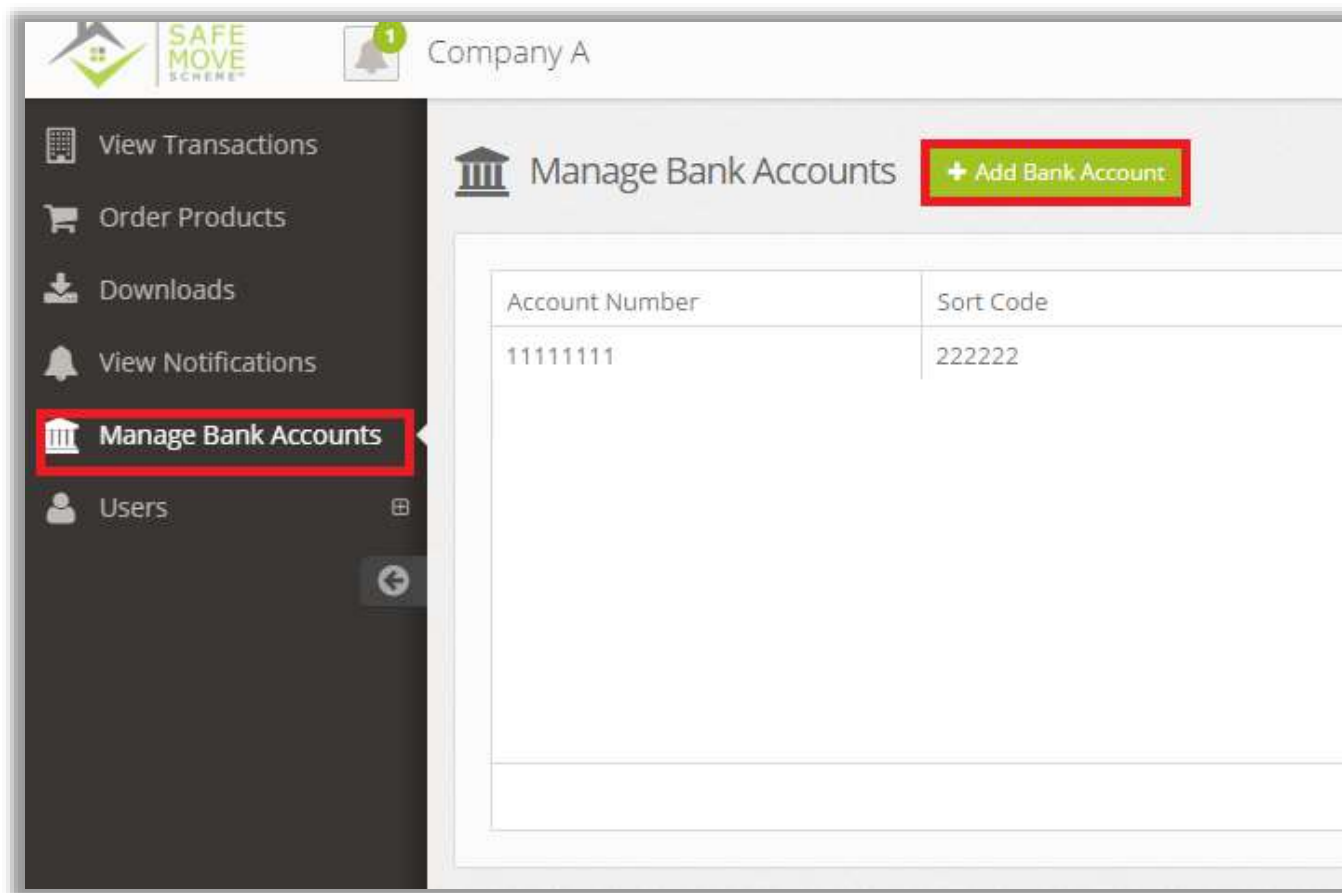 SAFE
MOVE
SCHEME
1
Company A
View Transactions
Order Products
Downloads
View Notifications
Manage Bank Accounts
Users
Manage Bank Accounts
+ Add Bank Account
Account Number Sort Code
11111111 222222